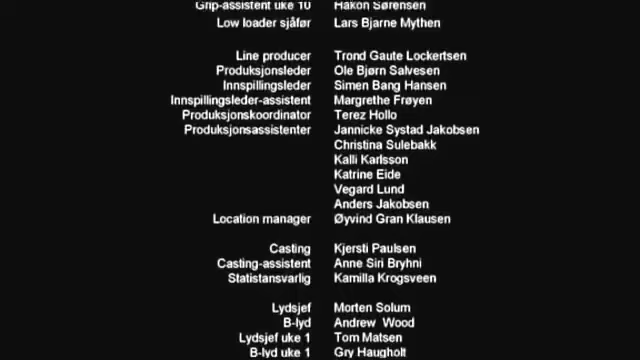 Grip-assistent uke 10 Håkon Sørensen
Low loader sjåfør Lars Bjarne Mythen
Line producer Trond Gaute Lockertsen
Produksjonsleder Ole Bjørn Salvesen
Innspillingsleder Simen Bang Hansen
Innspillingsleder-assistent Margrethe Frøyen
Produksjonskoordinator Terez Hollo
Produksjonsassistenter Jannicke Systad Jakobsen
Christina Sulebakk
Kalli Karlsson
Katrine Eide
Vegard Lund
Anders Jakobsen
Location manager Øyvind Gran Klausen
Casting Kjersti Paulsen
Casting-assistent Anne Siri Bryhni
Statistansvarlig Kamilla Krogsveen
Lydsjef Morten Solum
B-lyd Andrew Wood
Lydsjef uke 1 Tom Matsen
B-lyd uke 1 Gry Haugholt